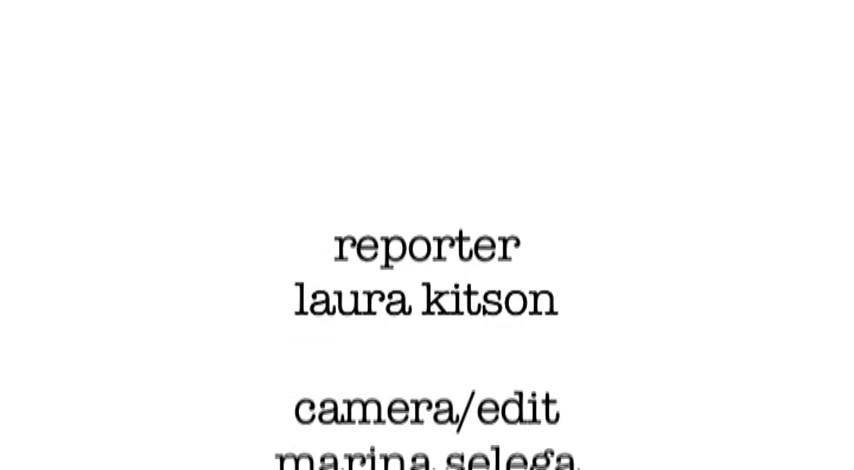 reporter
laura kitson
camera/edit
marina selega